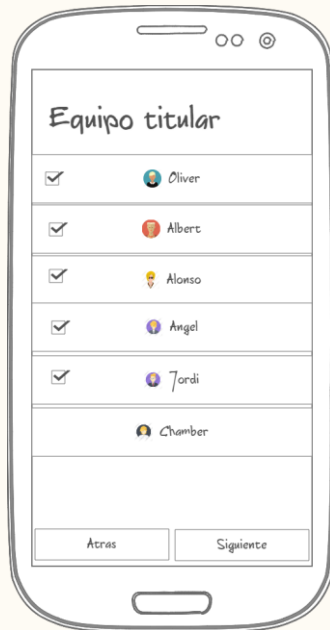 Equipo titular
Oliver
Albert
Alonso
Angel
Jordi
Chamber
Atras
Siguiente